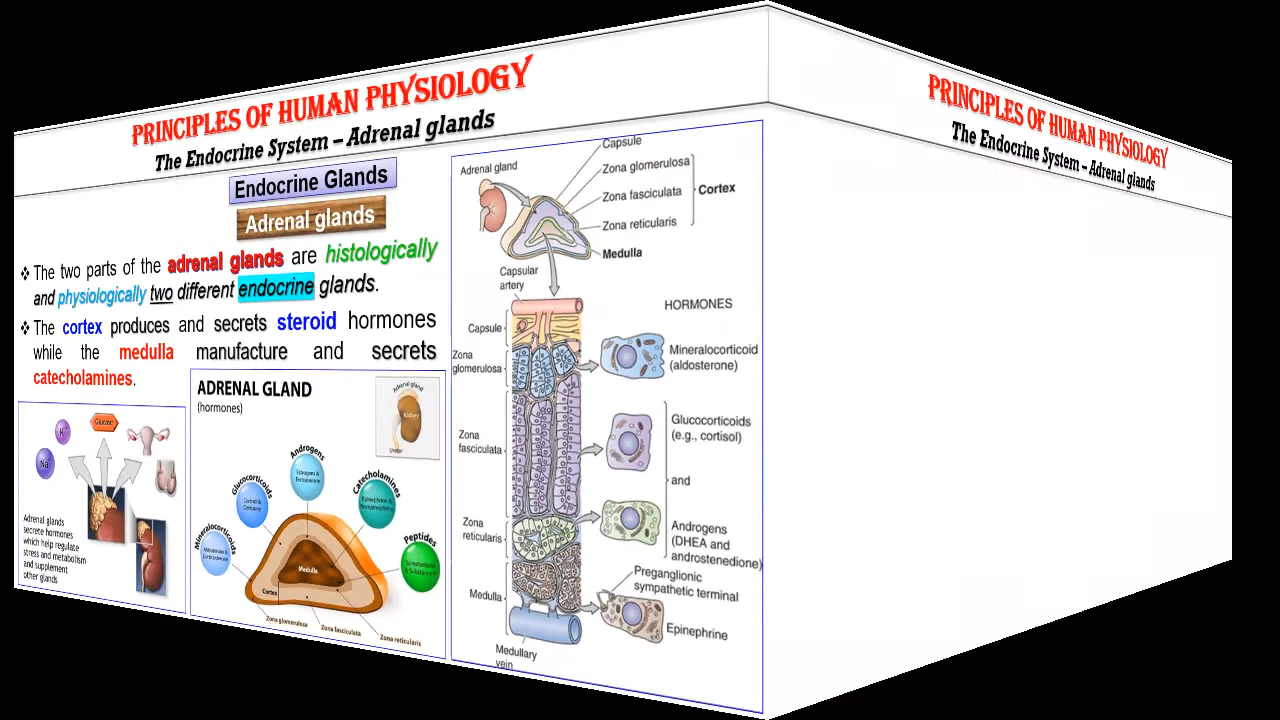 PRINCIPLES OF HUMAN PHYSIOLOGY
The Endocrine System – Adrenal glands
Endocrine Glands
Adrenal glands
❖ The two parts of the adrenal glands are histologically
and physiologically two different endocrine glands.
❖ The cortex produces and secrets steroid hormones
while the medulla manufacture and secrets
catecholamines.
K+
Na+
Glucose
Adrenal glands
secrete hormones
which help regulate
stress and metabolism
and supplement
other glands
ADRENAL GLAND
(hormones)
Adrenal gland
Kidney
Ureter
Mineralocorticoids
Glucocorticoids
Androgens
Catecholamines
Peptides
Medulla
Cortex
Zona glomerulosa
Zona fasciculata
Zona reticularis
Adrenal gland
Capsule
Zona glomerulosa
Zona fasciculata
Zona reticularis
Cortex
Medulla
Capsular
artery
HORMONES
Capsule
Zona
glomerulosa
Mineralocorticoid
(aldosterone)
Zona
fasciculata
Glucocorticoids
(e.g., cortisol)
and
Zona
reticularis
Androgens
(DHEA and
androstenedione)
Medulla
Preganglionic
sympathetic terminal
Epinephrine
Medullary
vein
PRINCIPLES OF HUMAN PHYSIOLOGY
The Endocrine System – Adrenal glands